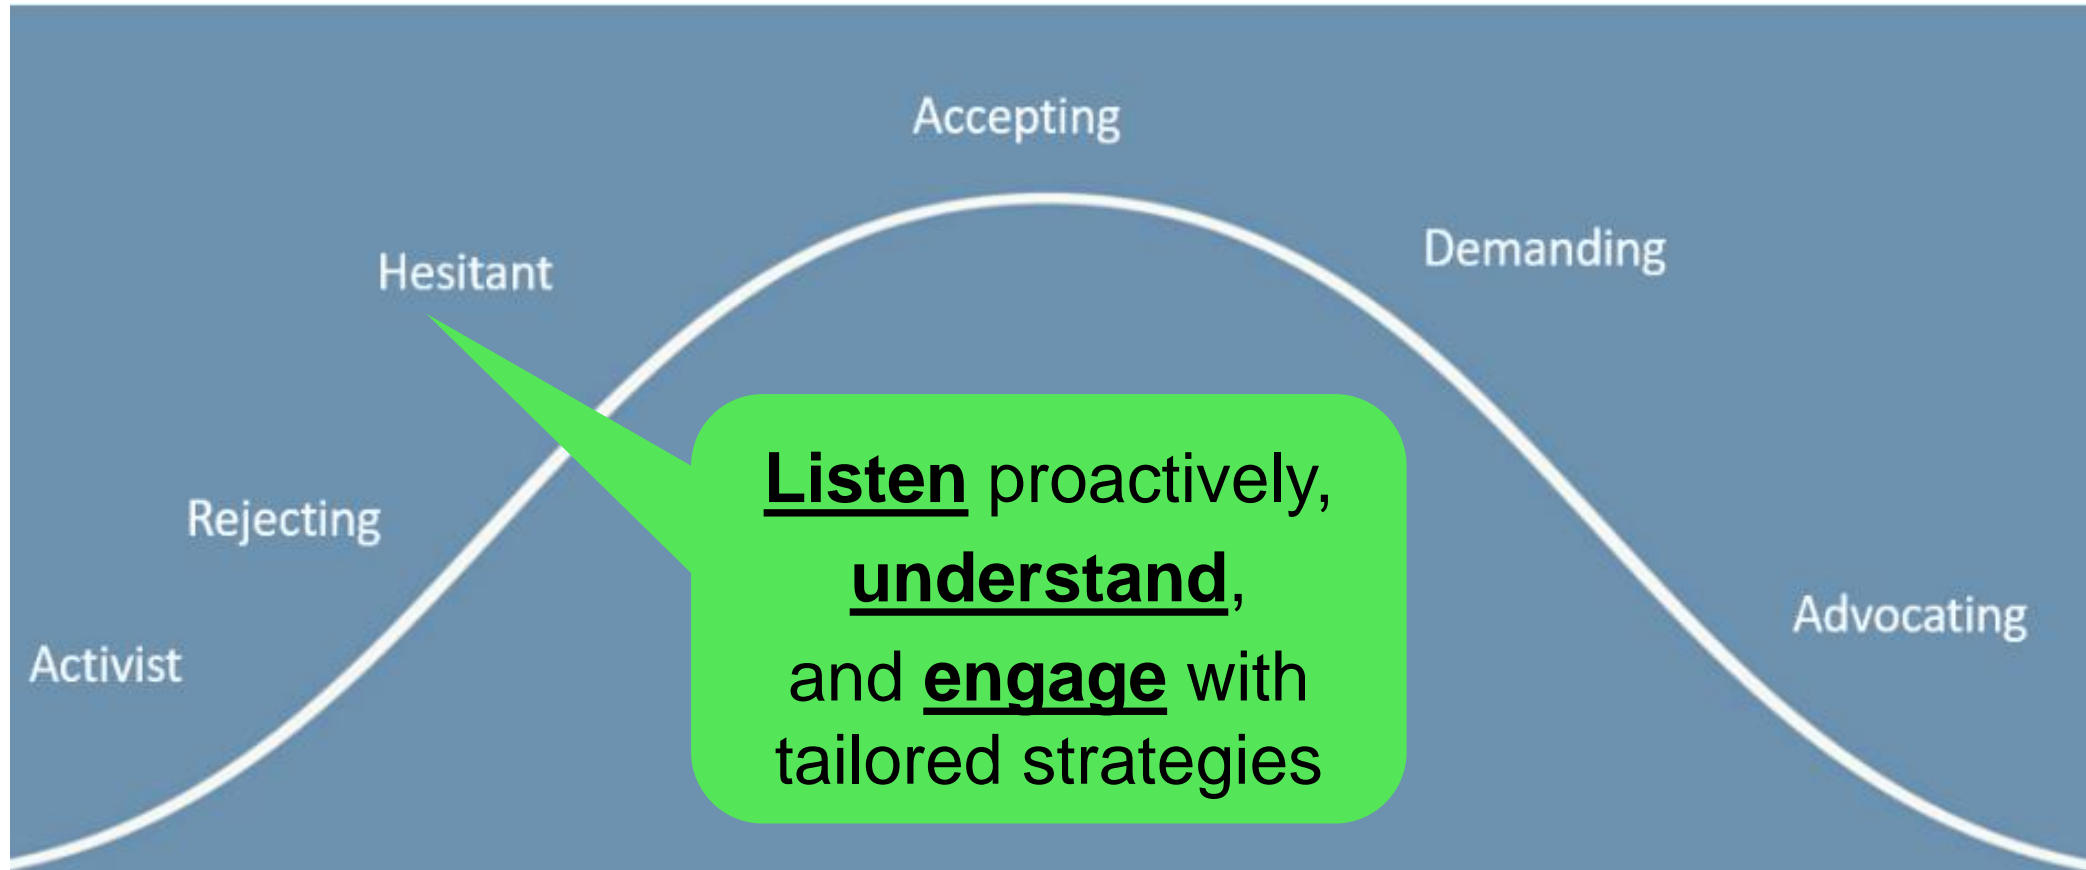 Accepting
Demanding
Hesitant
Listen proactively,
understand,
and engage with
tailored strategies
Rejecting
Advocating
Activist